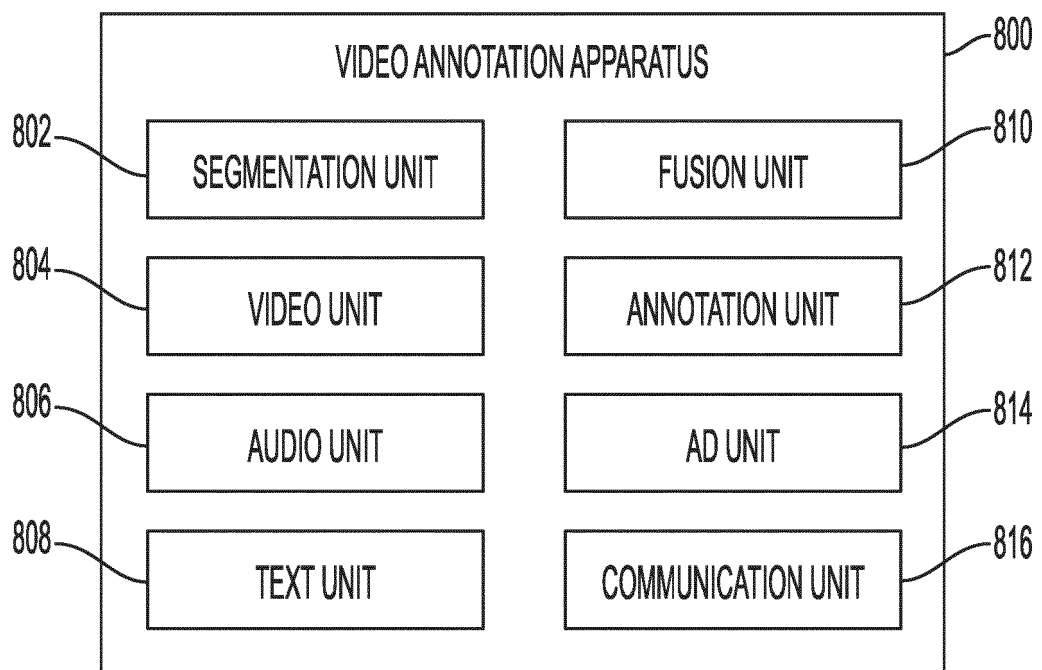 800
VIDEO ANNOTATION APPARATUS
802
SEGMENTATION UNIT
FUSION UNIT
810
804
VIDEO UNIT
ANNOTATION UNIT
812
806
AUDIO UNIT
AD UNIT
814
808
TEXT UNIT
COMMUNICATION UNIT
816